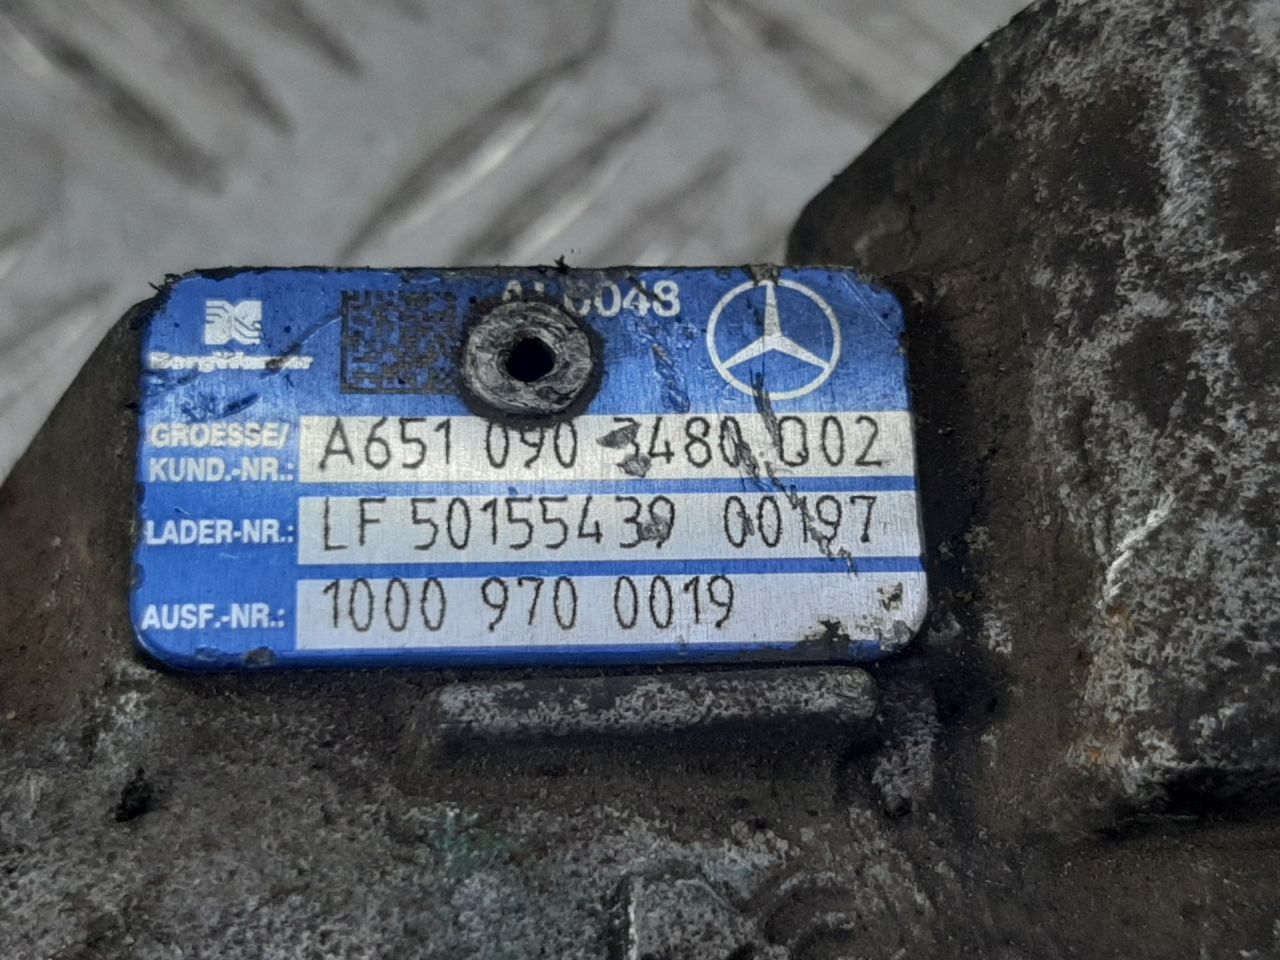 BorgWarner
GROESSE/
KUND.-NR.: A651 090 3480 Q02
LADER-NR.: LF 50155439 00197
AUSF.-NR.: 1000 970 0019